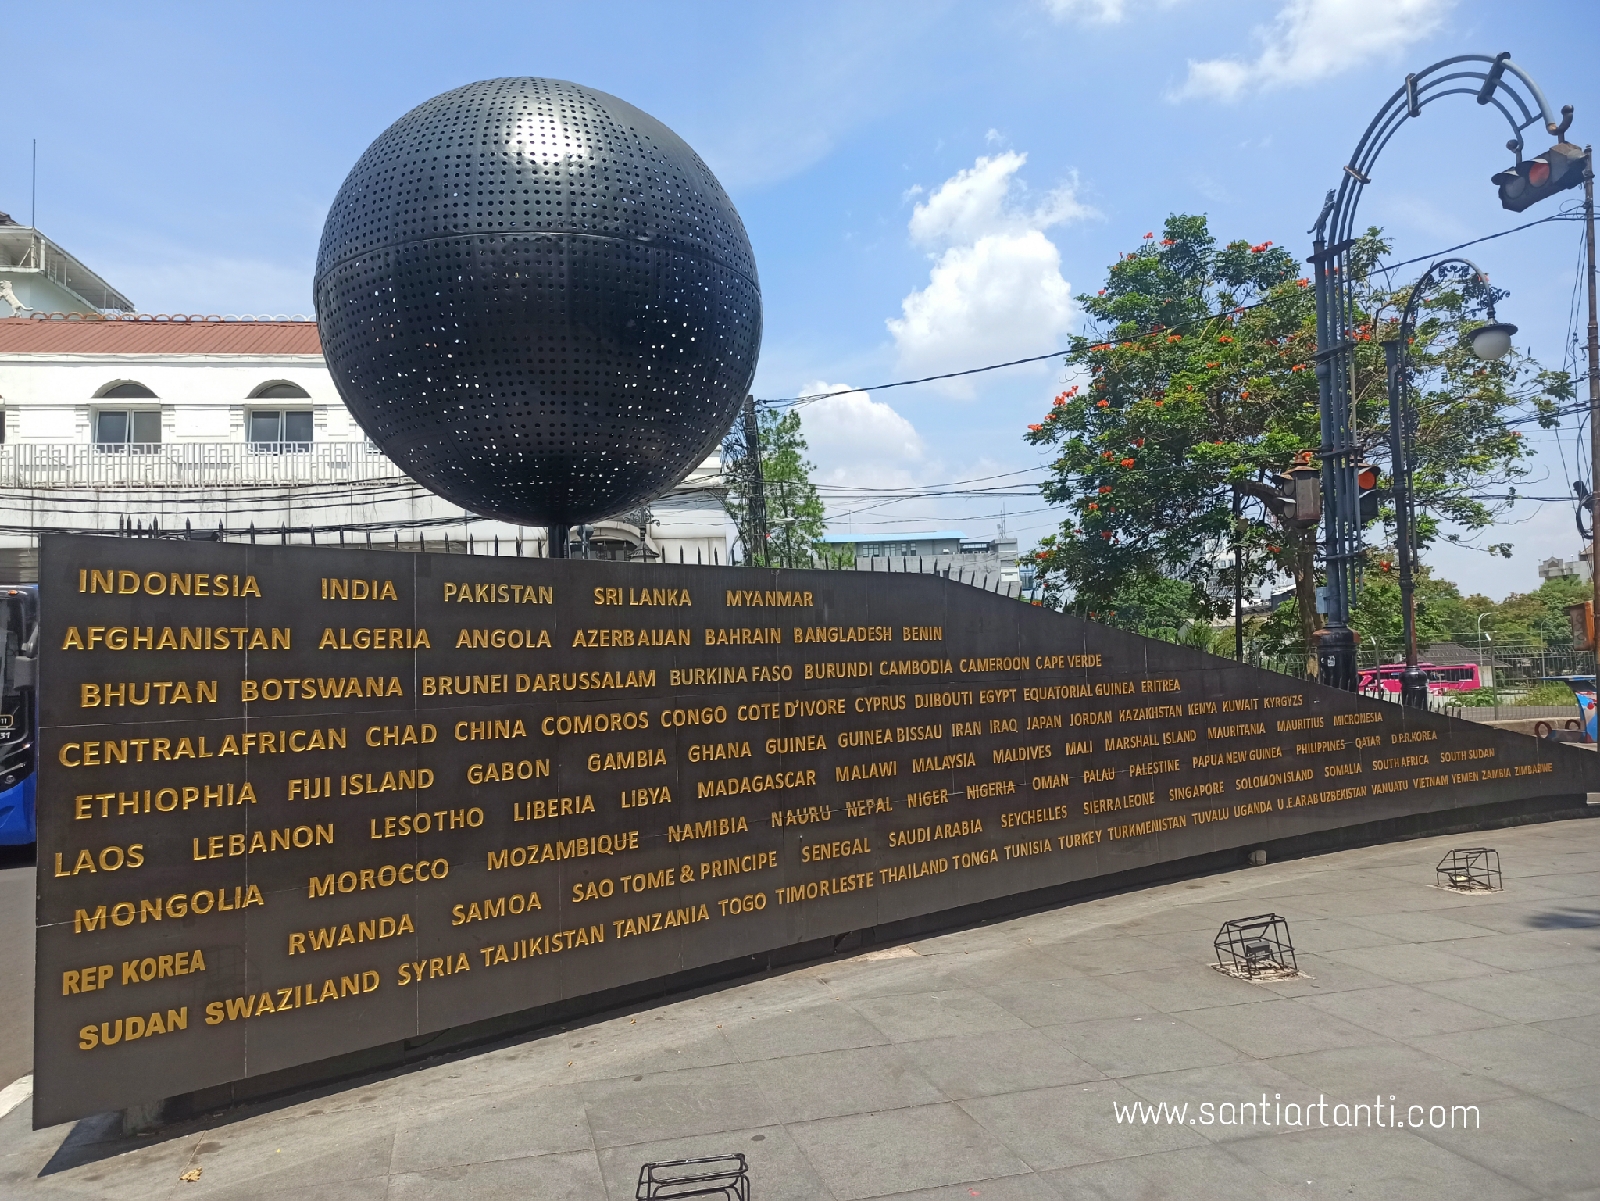 INDONESIA INDIA PAKISTAN SRI LANKA MYANMAR
AFGHANISTAN ALGERIA ANGOLA AZERBAIJAN BAHRAIN BANGLADESH BENIN
BHUTAN BOTSWANA BRUNEI DARUSSALAM BURKINA FASO BURUNDI CAMBODIA CAMEROON CAPE VERDE
CENTRAL AFRICAN CHAD CHINA COMOROS CONGO COTE D'IVORE CYPRUS DJIBOUTI EGYPT EQUATORIAL GUINEA ERITREA
ETHIOPHIA FIJI ISLAND GABON GAMBIA GHANA GUINEA GUINEA BISSAU IRAN IRAQ JAPAN JORDAN KAZAKHSTAN KENYA KUWAIT KYRGYZS
LAOS LEBANON LESOTHO LIBERIA LIBYA MADAGASCAR MALAWI MALAYSIA MALDIVES MALI MARSHALL ISLAND MAURITANIA MAURITIUS MICRONESIA
MONGOLIA MOROCCO MOZAMBIQUE NAMIBIA NAURU NEPAL NIGER NIGERIA OMAN PALAU PALESTINE PAPUA NEW GUINEA PHILIPPINES QATAR D.P.R.KOREA
REP KOREA RWANDA SAMOA SAO TOME & PRINCIPE SENEGAL SAUDI ARABIA SEYCHELLES SIERRA LEONE SINGAPORE SOLOMON ISLAND SOMALIA SOUTH AFRICA SOUTH SUDAN
SUDAN SWAZILAND SYRIA TAJIKISTAN TANZANIA TOGO TIMOR LESTE THAILAND TONGA TUNISIA TURKEY TURKMENISTAN TUVALU UGANDA U.E.ARAB UZBEKISTAN VANUATU VIETNAM YEMEN ZAMBIA ZIMBABWE
www.santiartanti.com